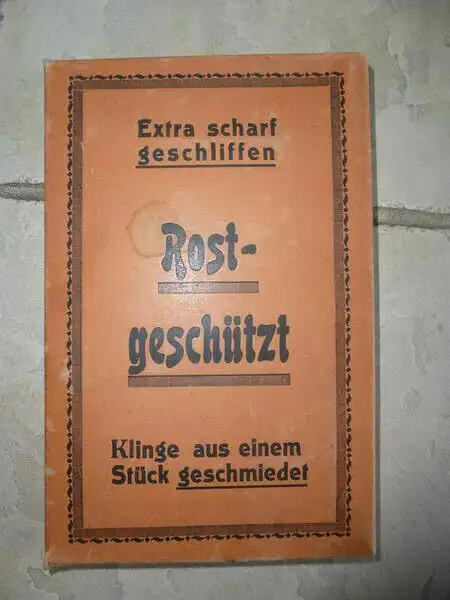 Extra scharf
geschliffen
Rost-
geschützt
Klinge aus einem
Stück geschmiedet